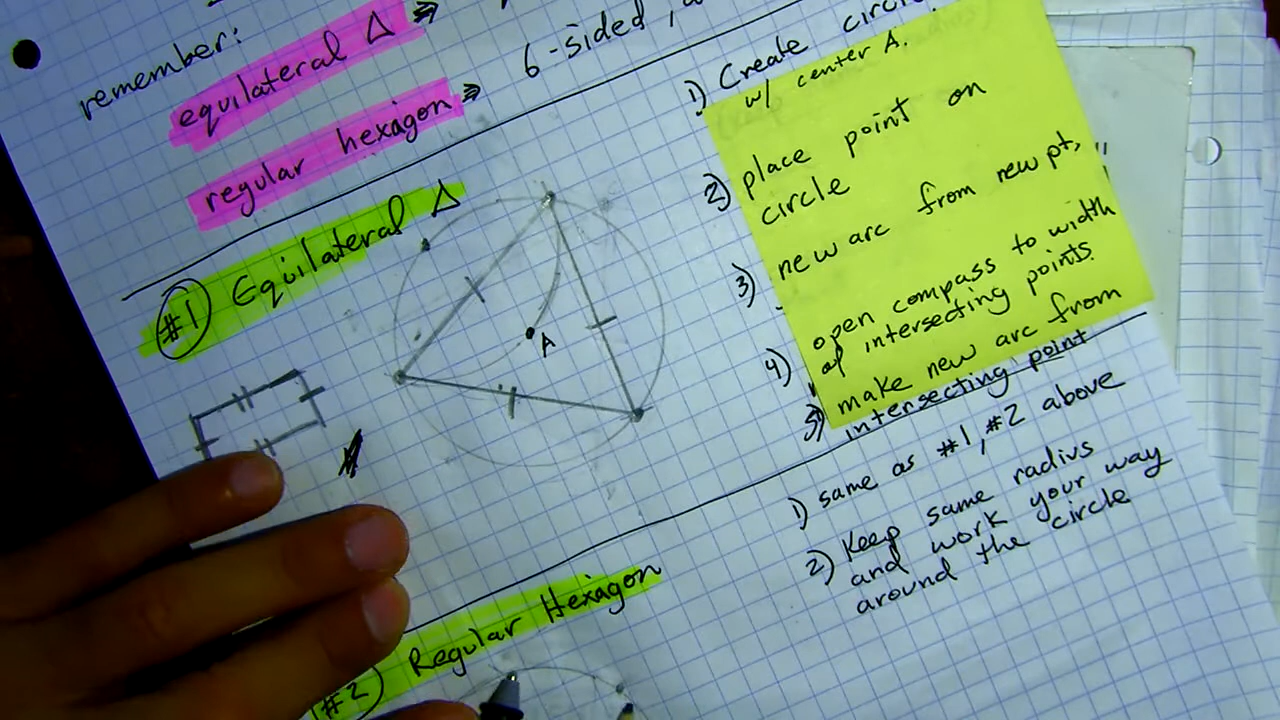 remember:
equilateral Δ ⇒
regular hexagon ⇒
6-sided,
#1) Equilateral Δ
A
1) Create circle
w/ center A.
2) place point on
circle
3) new arc from new pt,
4) open compass to width
of intersecting points.
5) make new arc from
intersecting point
#2) Regular Hexagon
1) same as #1, #2 above
2) Keep same radius
and work your way
around the circle